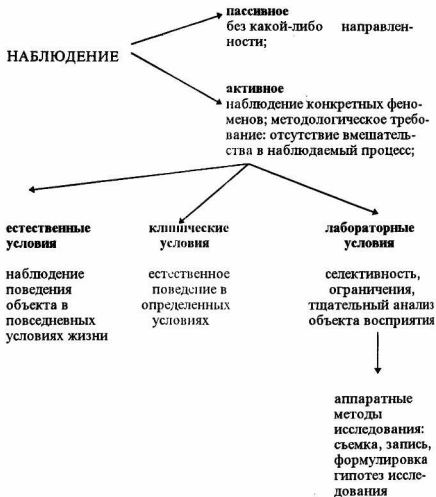 пассивное
без какой-либо направлен-
ности;
НАБЛЮДЕНИЕ
активное
наблюдение конкретных фено-
менов; методологическое требо-
вание: отсутствие вмешатель-
ства в наблюдаемый процесс;
естественные
условия
наблюдение
поведения
объекта в
повседневных
условиях жизни
клинические
условия
естественное
поведение в
определенных
условиях
лабораторные
условия
селективность,
ограничения,
тщательный анализ
объекта восприятия
аппаратные
методы
исследования:
съемка, запись,
формулировка
гипотез иссле-
дования